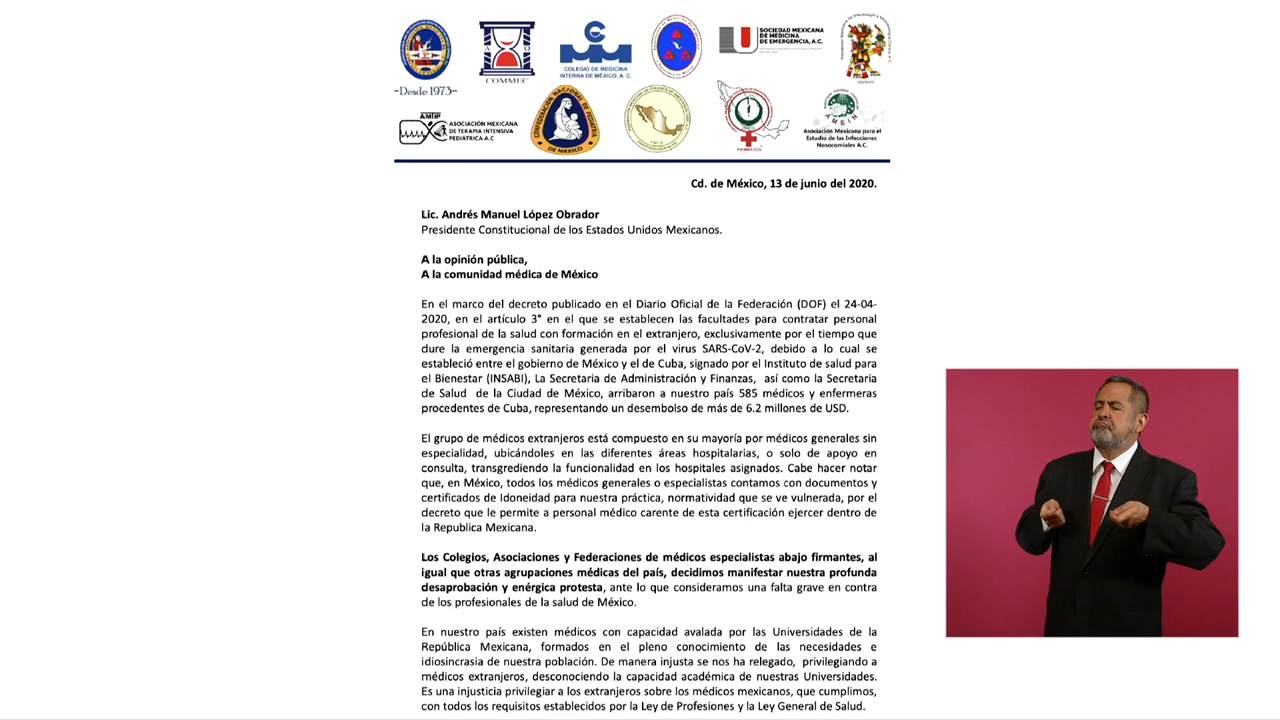 -Desde 1973-
COMMEC
COLEGIO DE MEDICINA
INTERNA DE MÉXICO, A. C.
SOCIEDAD MEXICANA
DE MEDICINA
DE EMERGENCIA, A.C.
AMTIP
ASOCIACIÓN MEXICANA
DE TERAPIA INTENSIVA
PEDIÁTRICA A.C
CONFEDERACIÓN NACIONAL DE PEDIATRÍA
DE MÉXICO
FEMECOG
AMEIN
Asociación Mexicana para el
Estudio de las Infecciones
Nosocomiales A.C.
Cd. de México, 13 de junio del 2020.
Lic. Andrés Manuel López Obrador
Presidente Constitucional de los Estados Unidos Mexicanos.
A la opinión pública,
A la comunidad médica de México
En el marco del decreto publicado en el Diario Oficial de la Federación (DOF) el 24-04-
2020, en el artículo 3° en el que se establecen las facultades para contratar personal
profesional de la salud con formación en el extranjero, exclusivamente por el tiempo que
dure la emergencia sanitaria generada por el virus SARS-CoV-2, debido a lo cual se
estableció entre el gobierno de México y el de Cuba, signado por el Instituto de salud para
el Bienestar (INSABI), La Secretaria de Administración y Finanzas, así como la Secretaria
de Salud de la Ciudad de México, arribaron a nuestro país 585 médicos y enfermeras
procedentes de Cuba, representando un desembolso de más de 6.2 millones de USD.
El grupo de médicos extranjeros está compuesto en su mayoría por médicos generales sin
especialidad, ubicándoles en las diferentes áreas hospitalarias, o solo de apoyo en
consulta, transgrediendo la funcionalidad en los hospitales asignados. Cabe hacer notar
que, en México, todos los médicos generales o especialistas contamos con documentos y
certificados de Idoneidad para nuestra práctica, normatividad que se ve vulnerada, por el
decreto que le permite a personal médico carente de esta certificación ejercer dentro de
la Republica Mexicana.
Los Colegios, Asociaciones y Federaciones de médicos especialistas abajo firmantes, al
igual que otras agrupaciones médicas del país, decidimos manifestar nuestra profunda
desaprobación y enérgica protesta, ante lo que consideramos una falta grave en contra
de los profesionales de la salud de México.
En nuestro país existen médicos con capacidad avalada por las Universidades de la
República Mexicana, formados en el pleno conocimiento de las necesidades e
idiosincrasia de nuestra población. De manera injusta se nos ha relegado, privilegiando a
médicos extranjeros, desconociendo la capacidad académica de nuestras Universidades.
Es una injusticia privilegiar a los extranjeros sobre los médicos mexicanos, que cumplimos,
con todos los requisitos establecidos por la Ley de Profesiones y la Ley General de Salud.